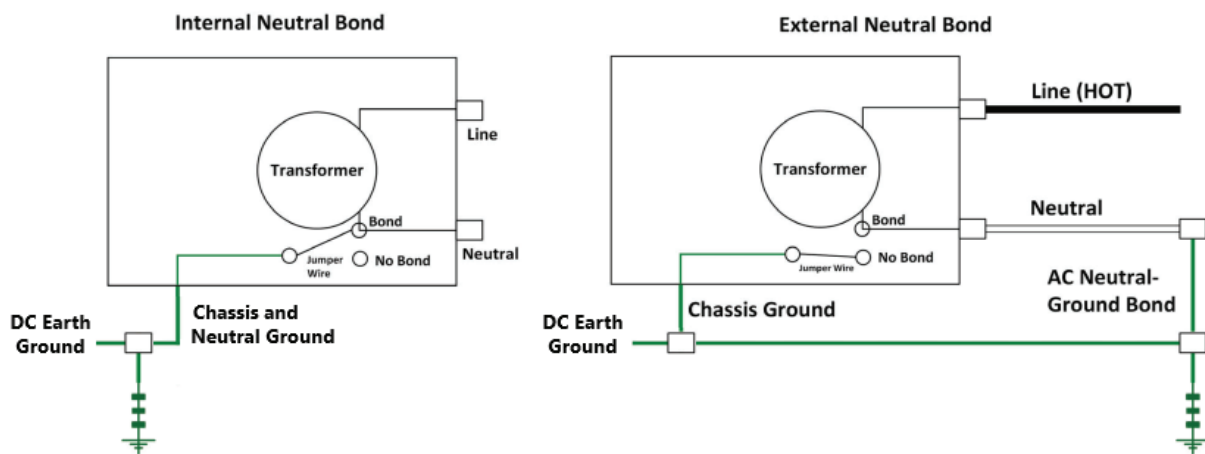 Internal Neutral Bond
Transformer
Line
Bond
Neutral
Jumper
Wire
No Bond
Chassis and
Neutral Ground
DC Earth
Ground
External Neutral Bond
Line (HOT)
Transformer
Bond
Neutral
Jumper Wire
No Bond
Chassis Ground
AC Neutral-
Ground Bond
DC Earth
Ground